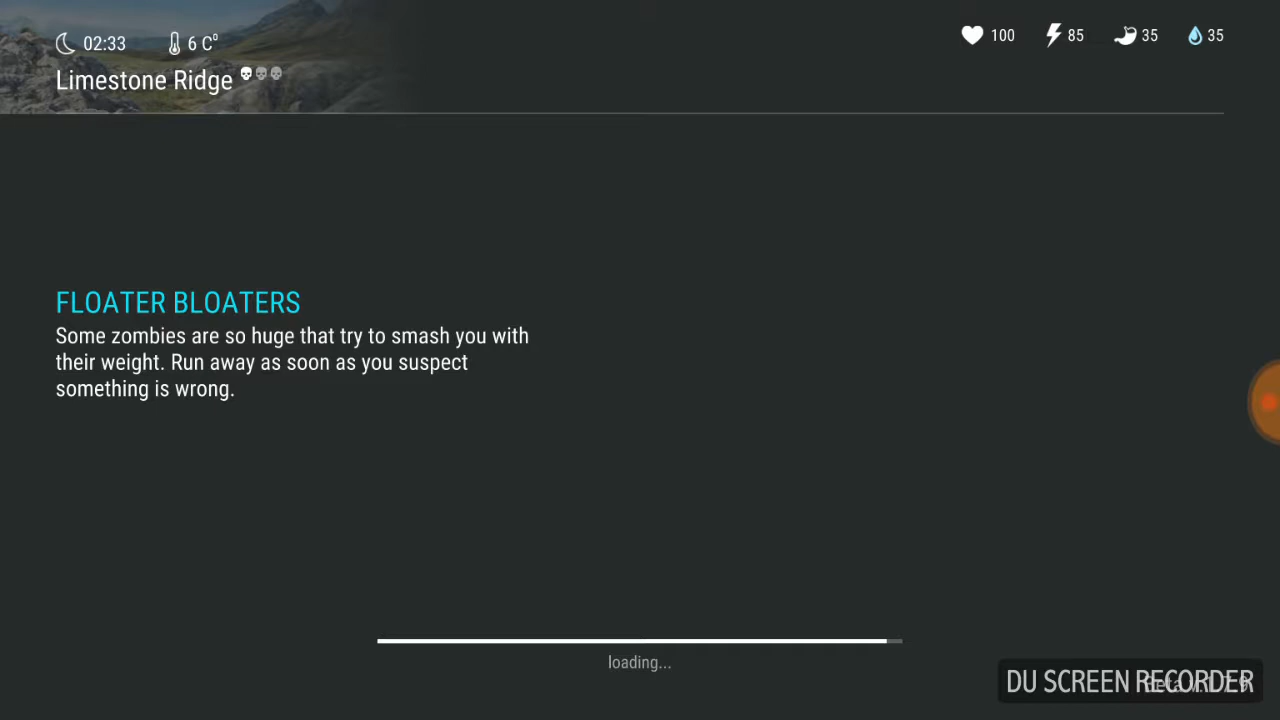 02:33 6 C⁰
100 85 35 35
Limestone Ridge
FLOATER BLOATERS
Some zombies are so huge that try to smash you with
their weight. Run away as soon as you suspect
something is wrong.
loading...
DU SCREEN RECORDER